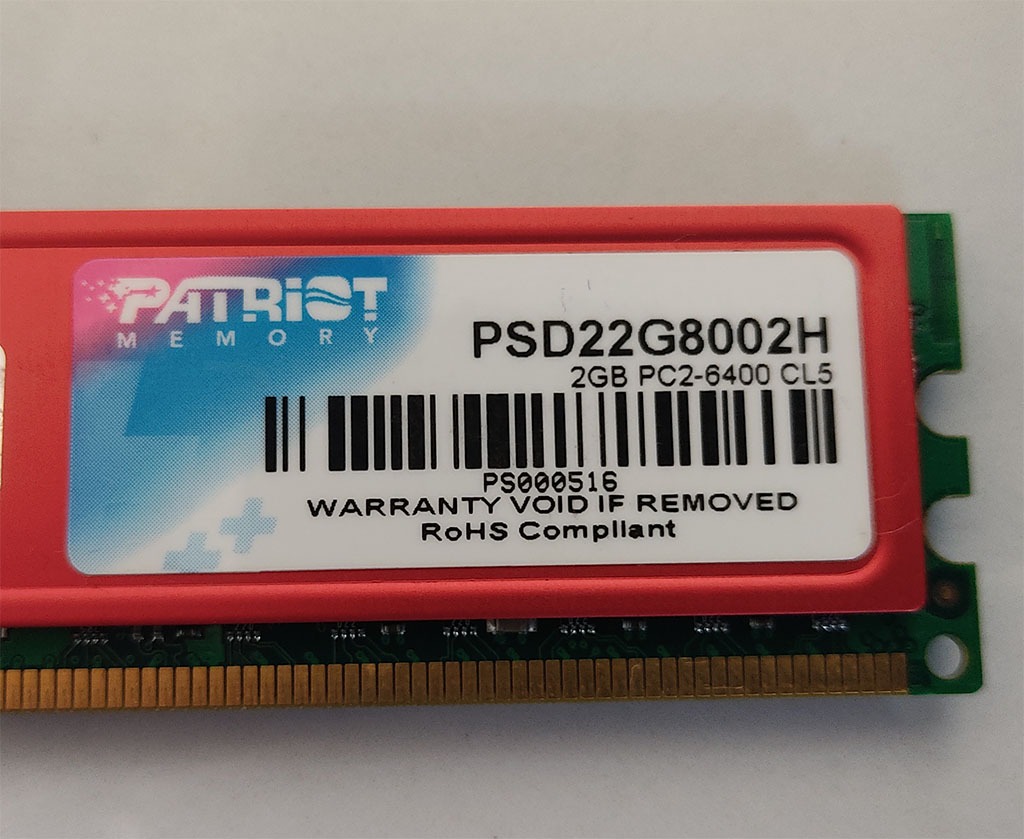 PATRIOT
MEMORY
PSD22G8002H
2GB PC2-6400 CL5
PS000516
WARRANTY VOID IF REMOVED
RoHS Compliant